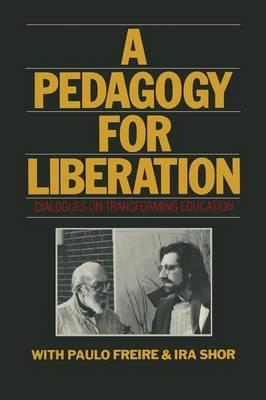 A
PEDAGOGY
FOR
LIBERATION
DIALOGUES ON TRANSFORMING EDUCATION
WITH PAULO FREIRE & IRA SHOR